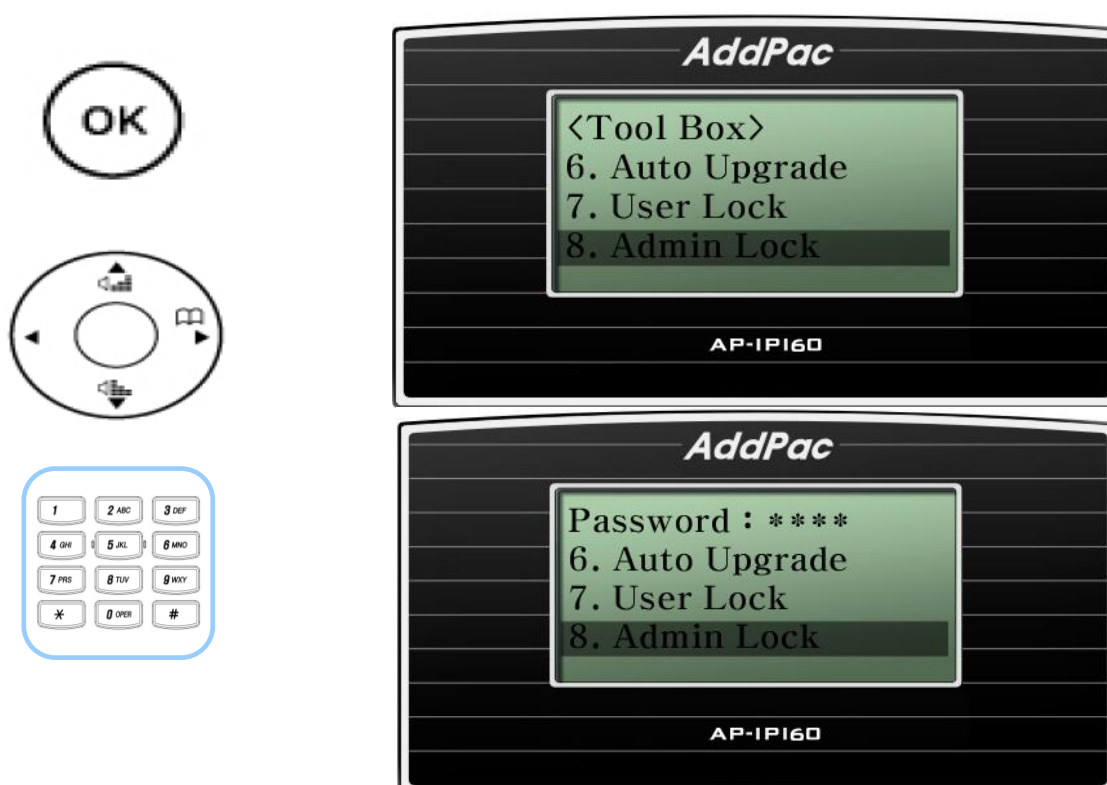 OK
1
2 ABC
3 DEF
4 GHI
5 JKL
6 MNO
7 PRS
8 TUV
9 WXY
*
0 OPER
#
AddPac
<Tool Box>
6. Auto Upgrade
7. User Lock
8. Admin Lock
AP-IP160
AddPac
Password : ****
6. Auto Upgrade
7. User Lock
8. Admin Lock
AP-IP160